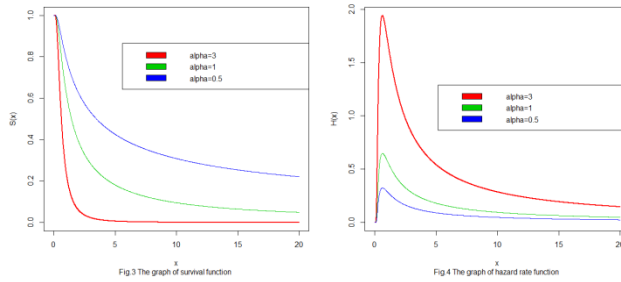 S(x)
1.0
0.8
0.6
0.4
0.2
0.0
alpha=3
alpha=1
alpha=0.5
0 5 10 15 20
x
Fig.3 The graph of survival function
H(x)
2.0
1.5
1.0
0.5
0.0
alpha=3
alpha=1
alpha=0.5
0 5 10 15 20
x
Fig.4 The graph of hazard rate function